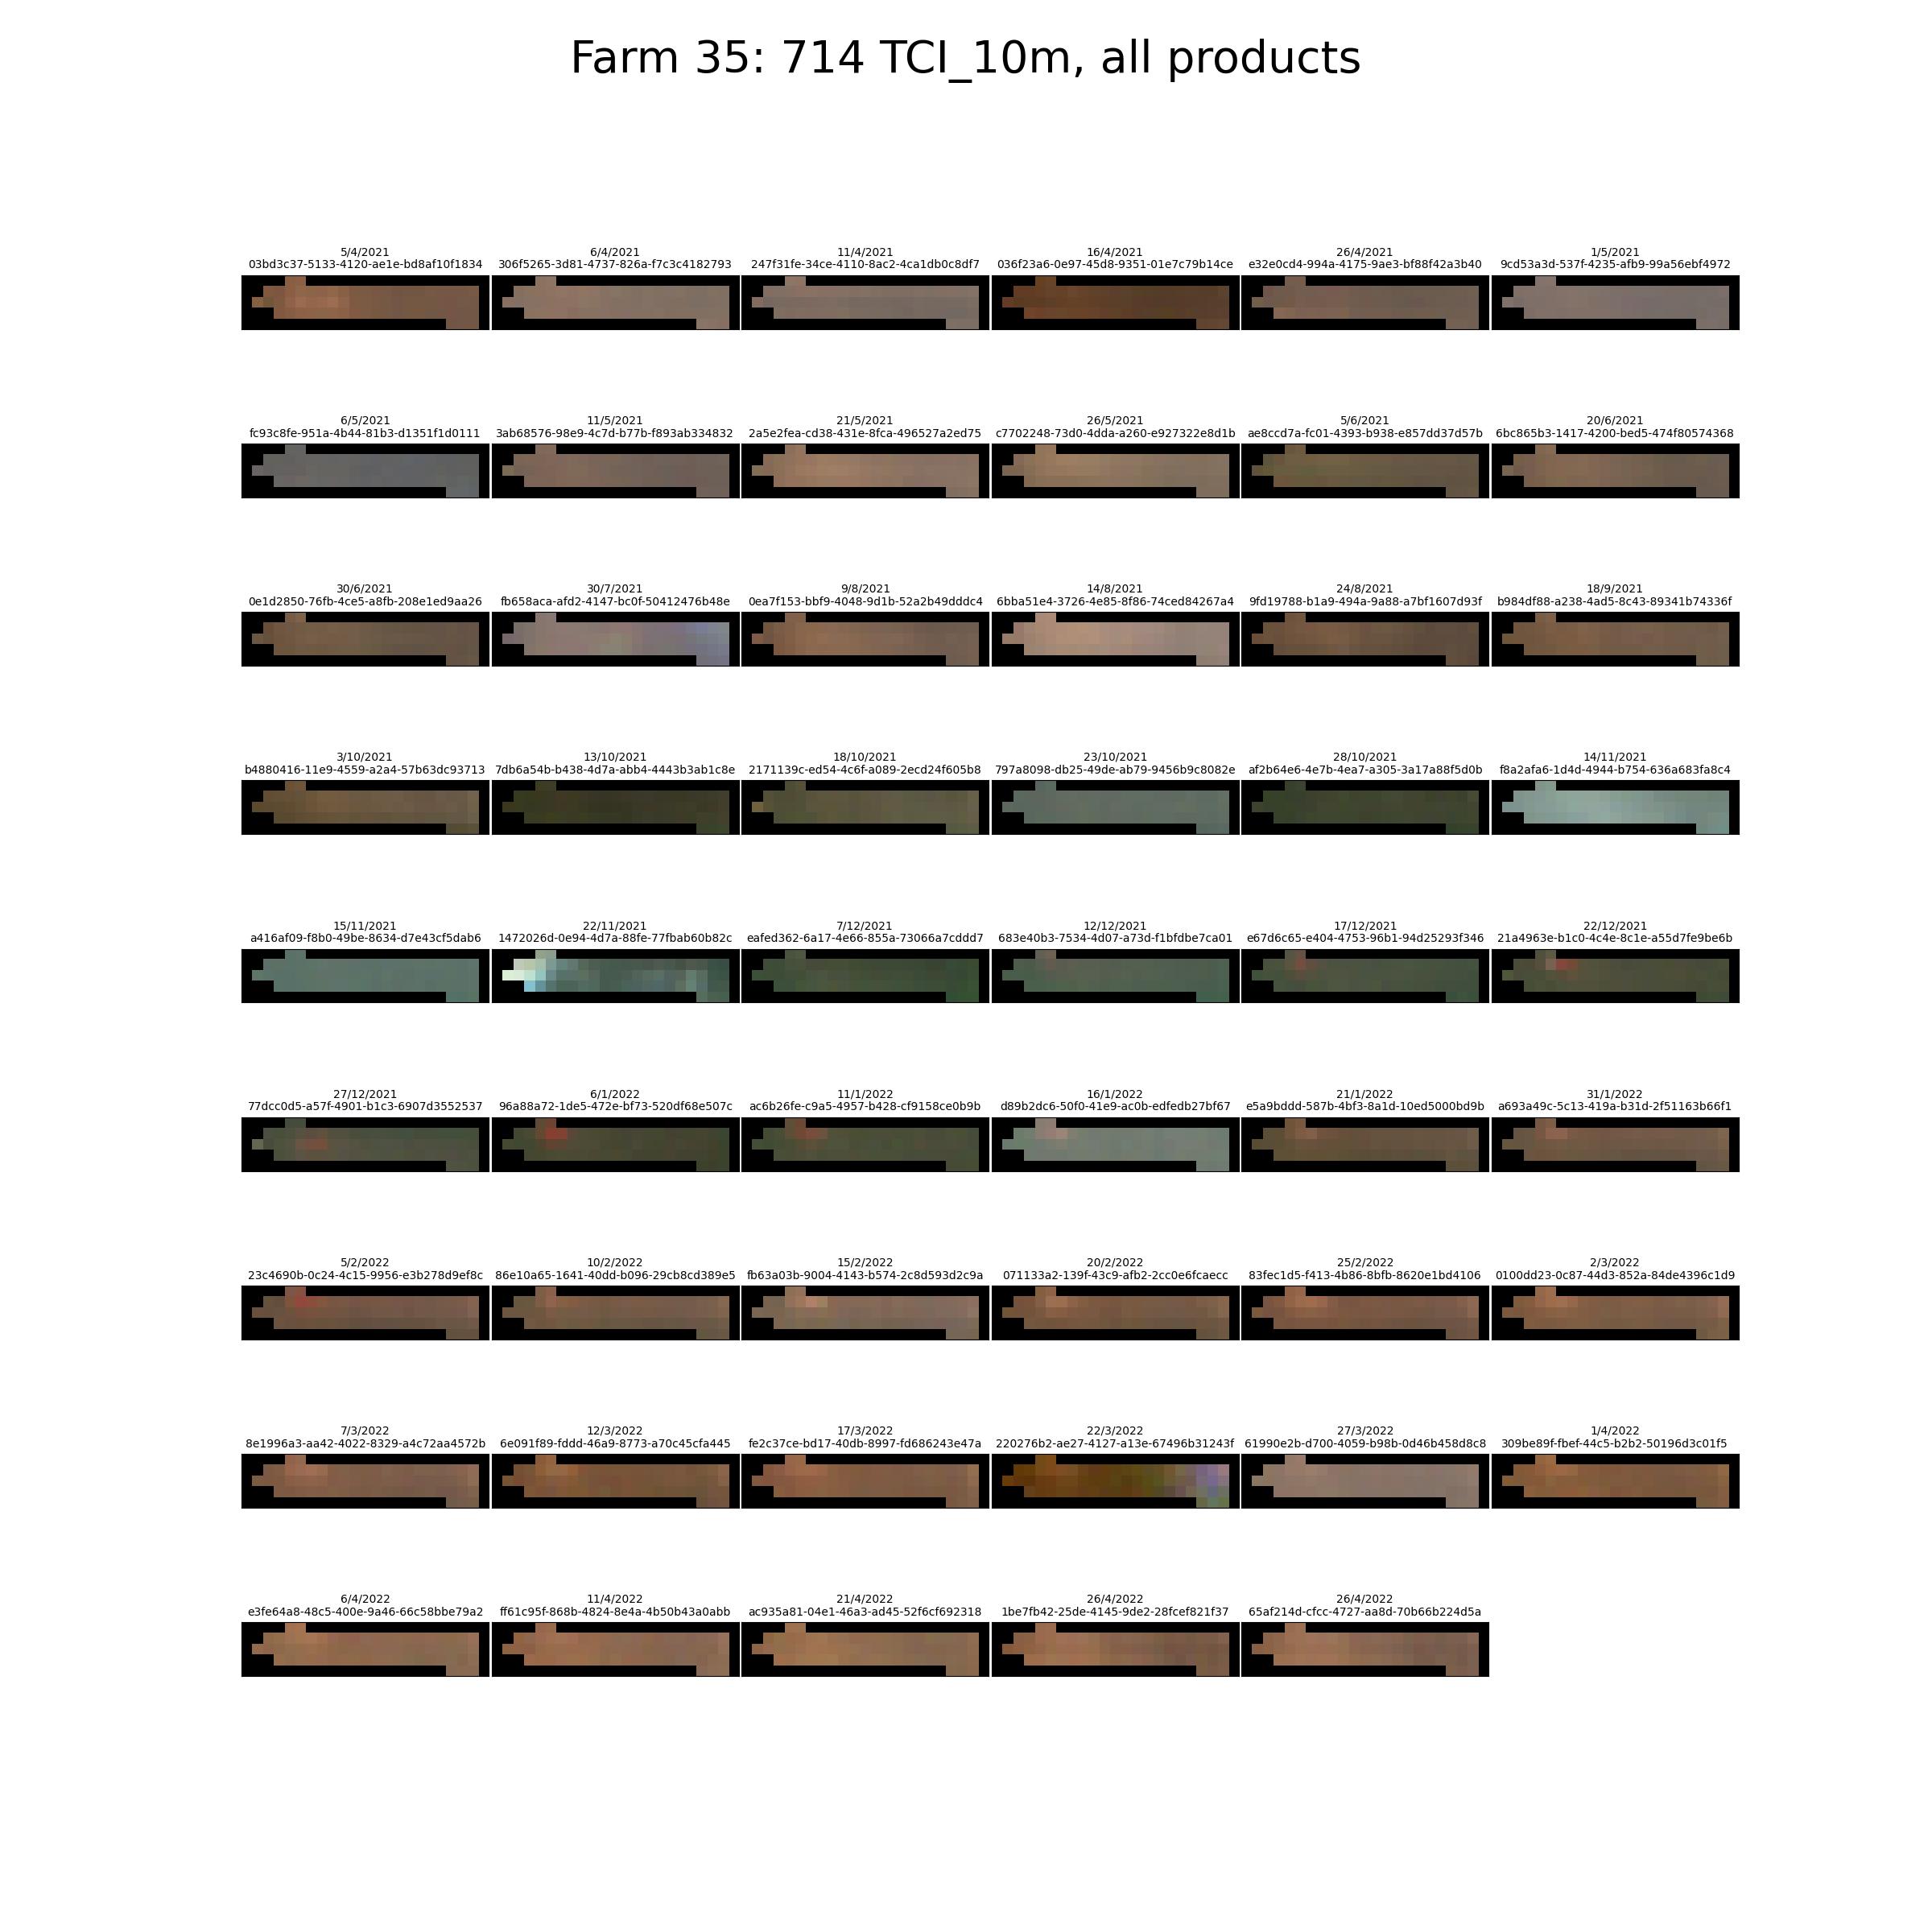 Farm 35: 714 TCI_10m, all products
5/4/2021 6/4/2021 11/4/2021 16/4/2021 26/4/2021 1/5/2021
03bd3c37-5133-4120-ae1e-bd8af10f1834 306f5265-3d81-4737-826a-f7c3c4182793 247f31fe-34ce-4110-8ac2-4ca1db0c8df7 036f23a6-0e97-45d8-9351-01e7c79b14ce e32e0cd4-994a-4175-9ae3-bf88f42a3b40 9cd53a3d-537f-4235-afb9-99a56ebf4972
6/5/2021 11/5/2021 21/5/2021 26/5/2021 5/6/2021 20/6/2021
fc93c8fe-951a-4b44-81b3-d1351f1d0111 3ab68576-98e9-4c7d-b77b-f893ab334832 2a5e2fea-cd38-431e-8fca-496527a2ed75 c7702248-73d0-4dda-a260-e927322e8d1b ae8ccd7a-fc01-4393-b938-e857dd37d57b 6bc865b3-1417-4200-bed5-474f80574368
30/6/2021 30/7/2021 9/8/2021 14/8/2021 24/8/2021 18/9/2021
0e1d2850-76fb-4ce5-a8fb-208e1ed9aa26 fb658aca-afd2-4147-bc0f-50412476b48e 0ea7f153-bbf9-4048-9d1b-52a2b49dddc4 6bba51e4-3726-4e85-8f86-74ced84267a4 9fd19788-b1a9-494a-9a88-a7bf1607d93f b984df88-a238-4ad5-8c43-89341b74336f
3/10/2021 13/10/2021 18/10/2021 23/10/2021 28/10/2021 14/11/2021
b4880416-11e9-4559-a2a4-57b63dc93713 7db6a54b-b438-4d7a-abb4-4443b3ab1c8e 2171139c-ed54-4c6f-a089-2ecd24f605b8 797a8098-db25-49de-ab79-9456b9c8082e af2b64e6-4e7b-4ea7-a305-3a17a88f5d0b f8a2afa6-1d4d-4944-b754-636a683fa8c4
15/11/2021 22/11/2021 7/12/2021 12/12/2021 17/12/2021 22/12/2021
a416af09-f8b0-49be-8634-d7e43cf5dab6 1472026d-0e94-4d7a-88fe-77fbab60b82c eafed362-6a17-4e66-855a-73066a7cddd7 683e40b3-7534-4d07-a73d-f1bfdbe7ca01 e67d6c65-e404-4753-96b1-94d25293f346 21a4963e-b1c0-4c4e-8c1e-a55d7fe9be6b
27/12/2021 6/1/2022 11/1/2022 16/1/2022 21/1/2022 31/1/2022
77dcc0d5-a57f-4901-b1c3-6907d3552537 96a88a72-1de5-472e-bf73-520df68e507c ac6b26fe-c9a5-4957-b428-cf9158ce0b9b d89b2dc6-50f0-41e9-ac0b-edfedb27bf67 e5a9bddd-587b-4bf3-8a1d-10ed5000bd9b a693a49c-5c13-419a-b31d-2f51163b66f1
5/2/2022 10/2/2022 15/2/2022 20/2/2022 25/2/2022 2/3/2022
23c4690b-0c24-4c15-9956-e3b278d9ef8c 86e10a65-1641-40dd-b096-29cb8cd389e5 fb63a03b-9004-4143-b574-2c8d593d2c9a 071133a2-139f-43c9-afb2-2cc0e6fcaecc 83fec1d5-f413-4b86-8bfb-8620e1bd4106 0100dd23-0c87-44d3-852a-84de4396c1d9
7/3/2022 12/3/2022 17/3/2022 22/3/2022 27/3/2022 1/4/2022
8e1996a3-aa42-4022-8329-a4c72aa4572b 6e091f89-fddd-46a9-8773-a70c45cfa445 fe2c37ce-bd17-40db-8997-fd686243e47a 220276b2-ae27-4127-a13e-67496b31243f 61990e2b-d700-4059-b98b-0d46b458d8c8 309be89f-fbef-44c5-b2b2-50196d3c01f5
6/4/2022 11/4/2022 21/4/2022 26/4/2022 26/4/2022
e3fe64a8-48c5-400e-9a46-66c58bbe79a2 ff61c95f-868b-4824-8e4a-4b50b43a0abb ac935a81-04e1-46a3-ad45-52f6cf692318 1be7fb42-25de-4145-9de2-28fcef821f37 65af214d-cfcc-4727-aa8d-70b66b224d5a